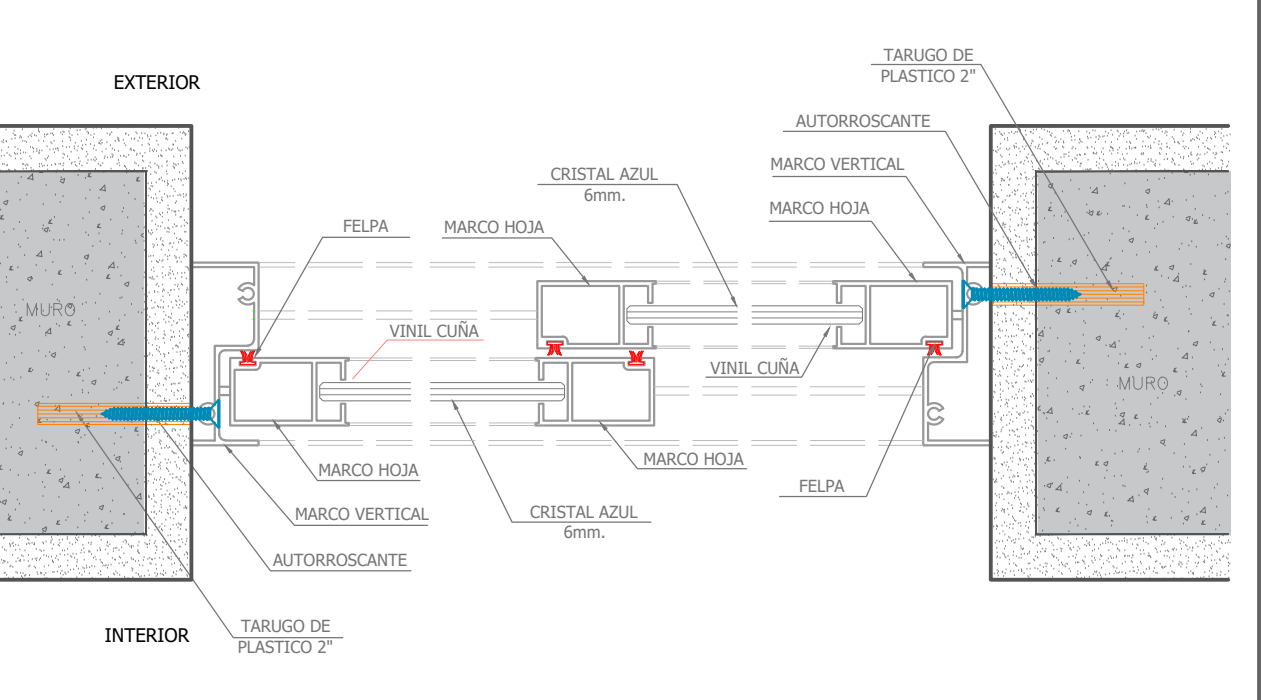 EXTERIOR
TARUGO DE
PLASTICO 2"
AUTORROSCANTE
MARCO VERTICAL
CRISTAL AZUL
6mm.
MARCO HOJA
FELPA
MARCO HOJA
MURO
VINIL CUÑA
VINIL CUÑA
MURO
MARCO HOJA
MARCO HOJA
FELPA
MARCO VERTICAL
CRISTAL AZUL
6mm.
AUTORROSCANTE
INTERIOR
TARUGO DE
PLASTICO 2"